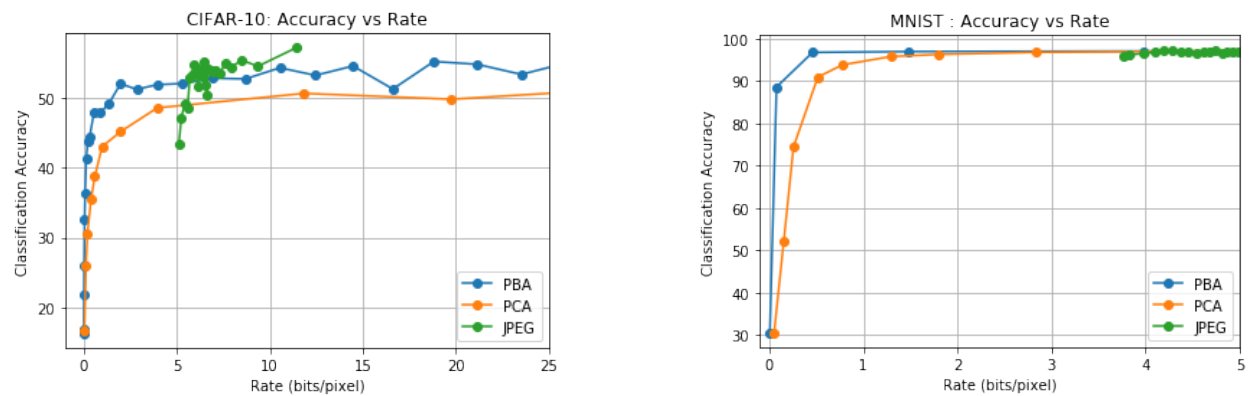 CIFAR-10: Accuracy vs Rate
Classification Accuracy
50
40
30
20
0
5
10
15
20
25
Rate (bits/pixel)
PBA
PCA
JPEG
MNIST : Accuracy vs Rate
Classification Accuracy
100
90
80
70
60
50
40
30
0
1
2
3
4
5
Rate (bits/pixel)
PBA
PCA
JPEG